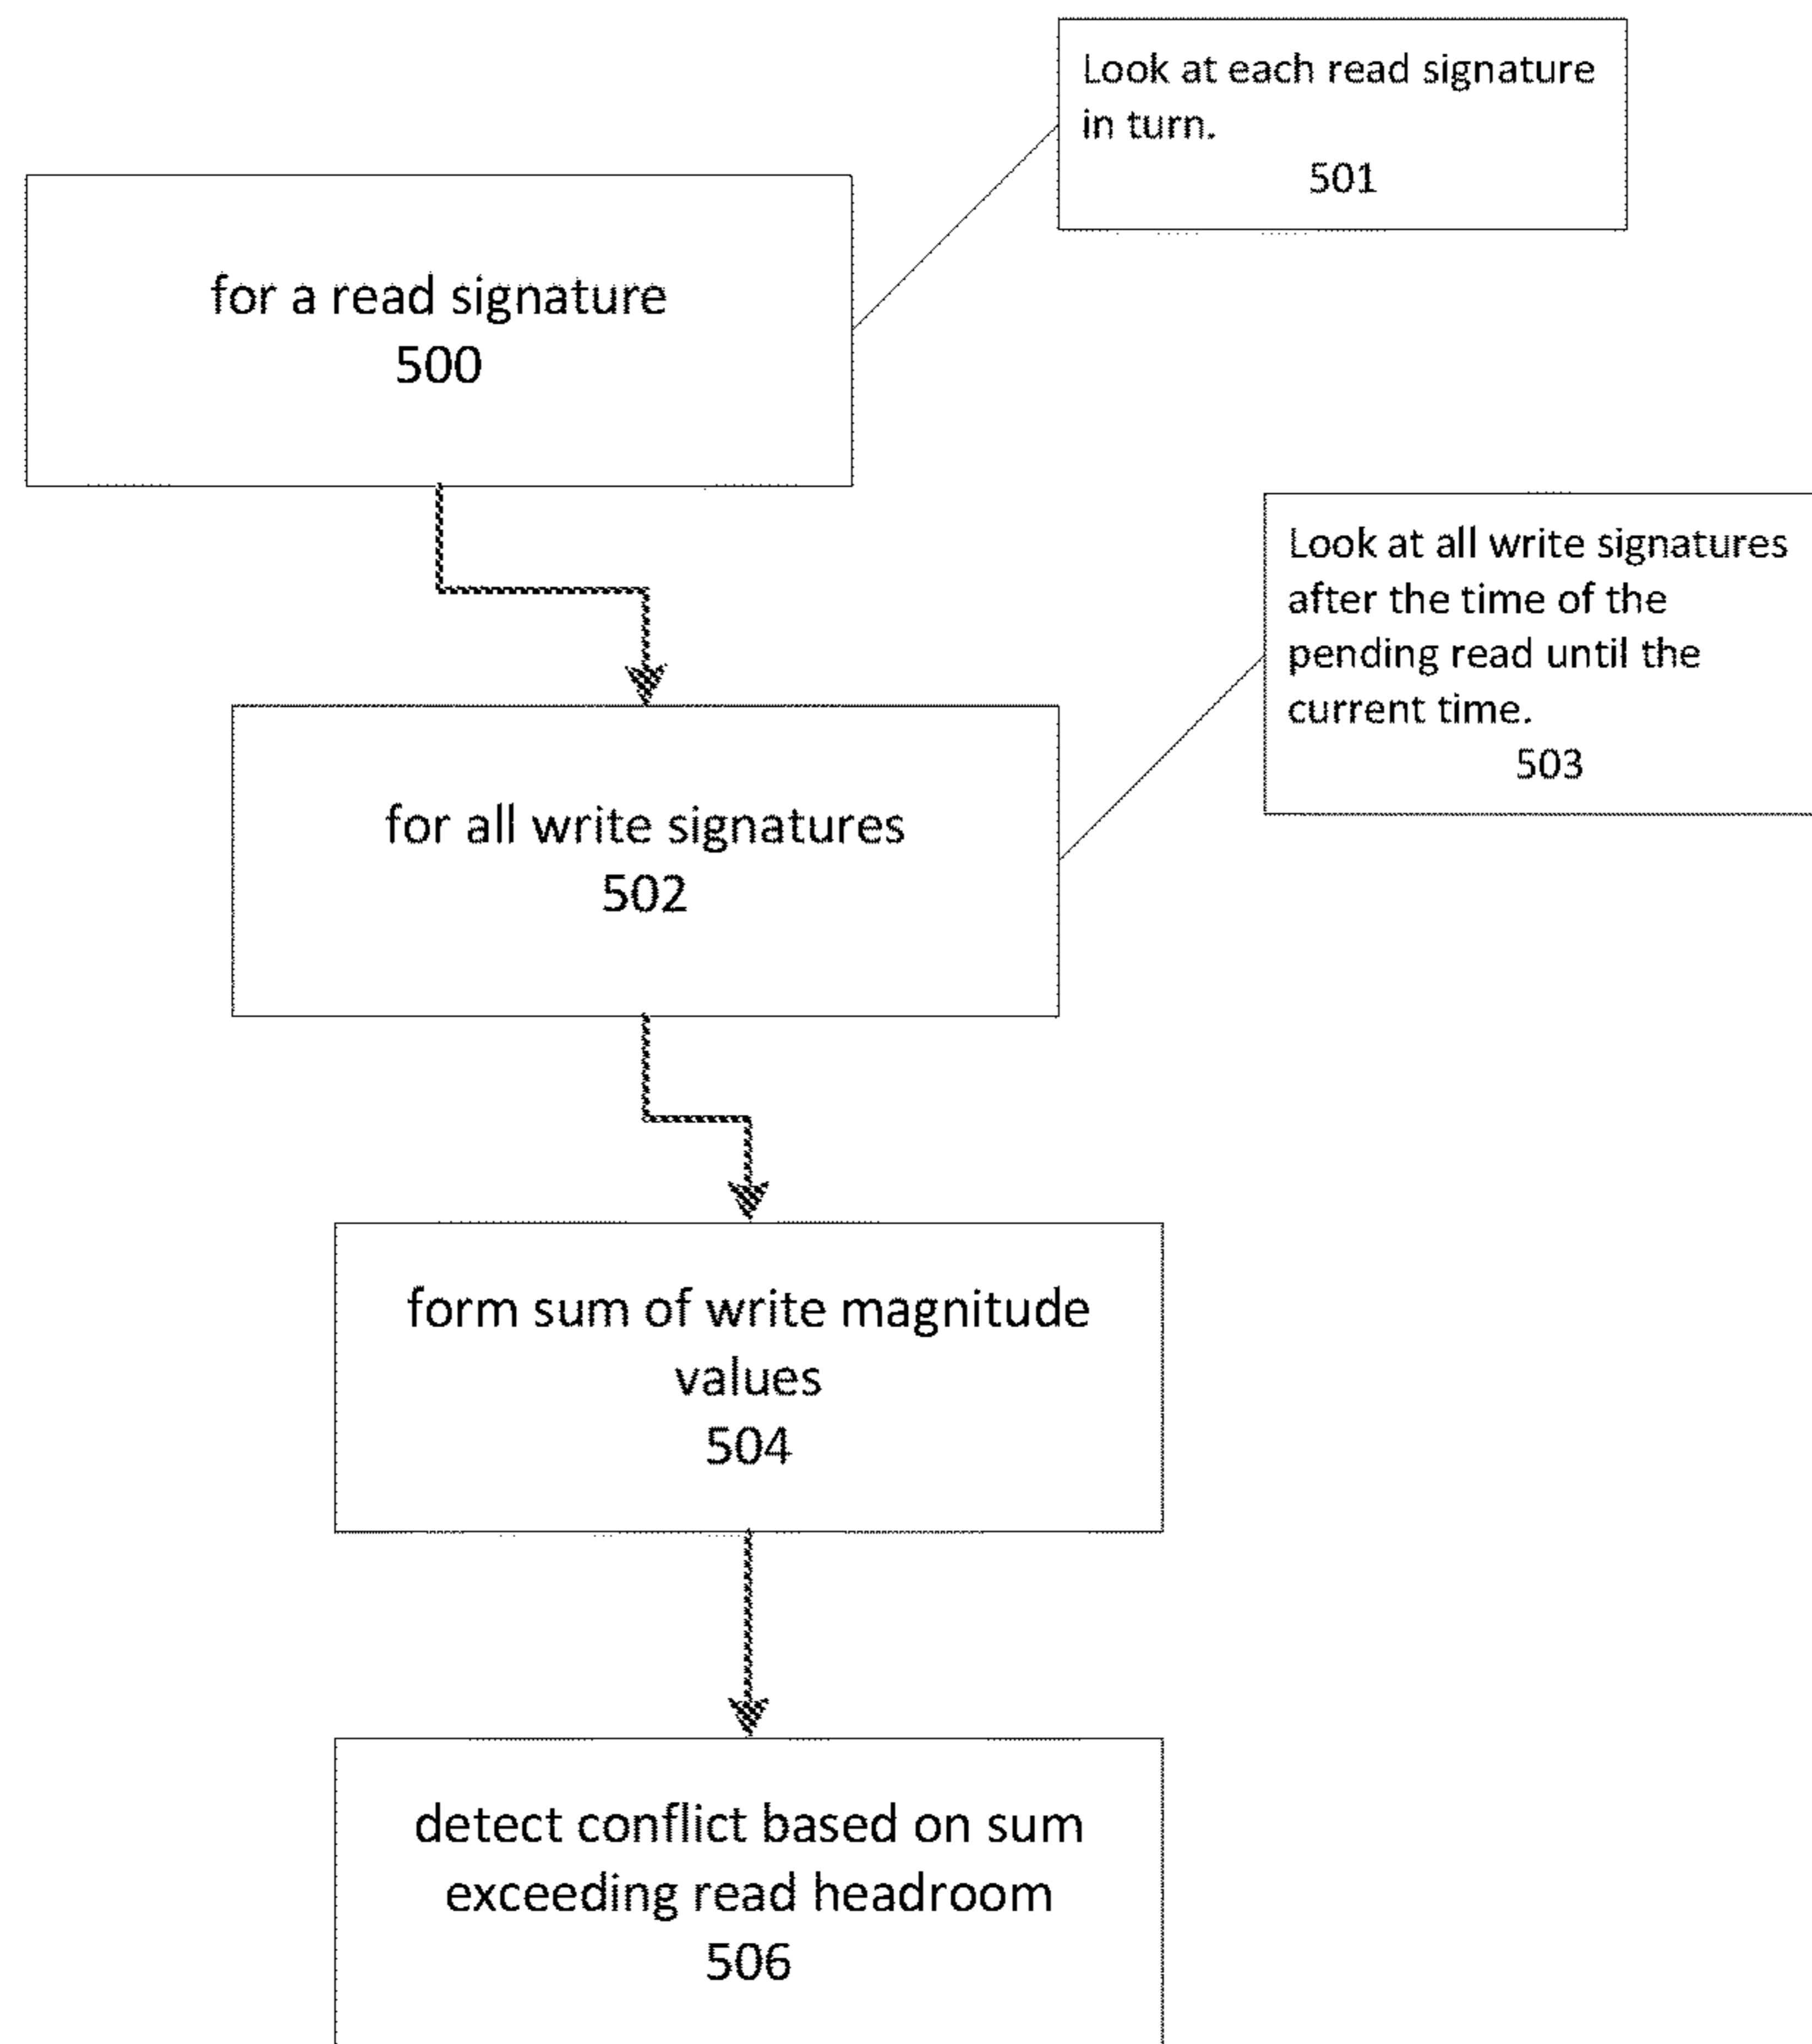 Look at each read signature
in turn.
501
for a read signature
500
Look at all write signatures
after the time of the
pending read until the
current time.
503
for all write signatures
502
form sum of write magnitude
values
504
detect conflict based on sum
exceeding read headroom
506